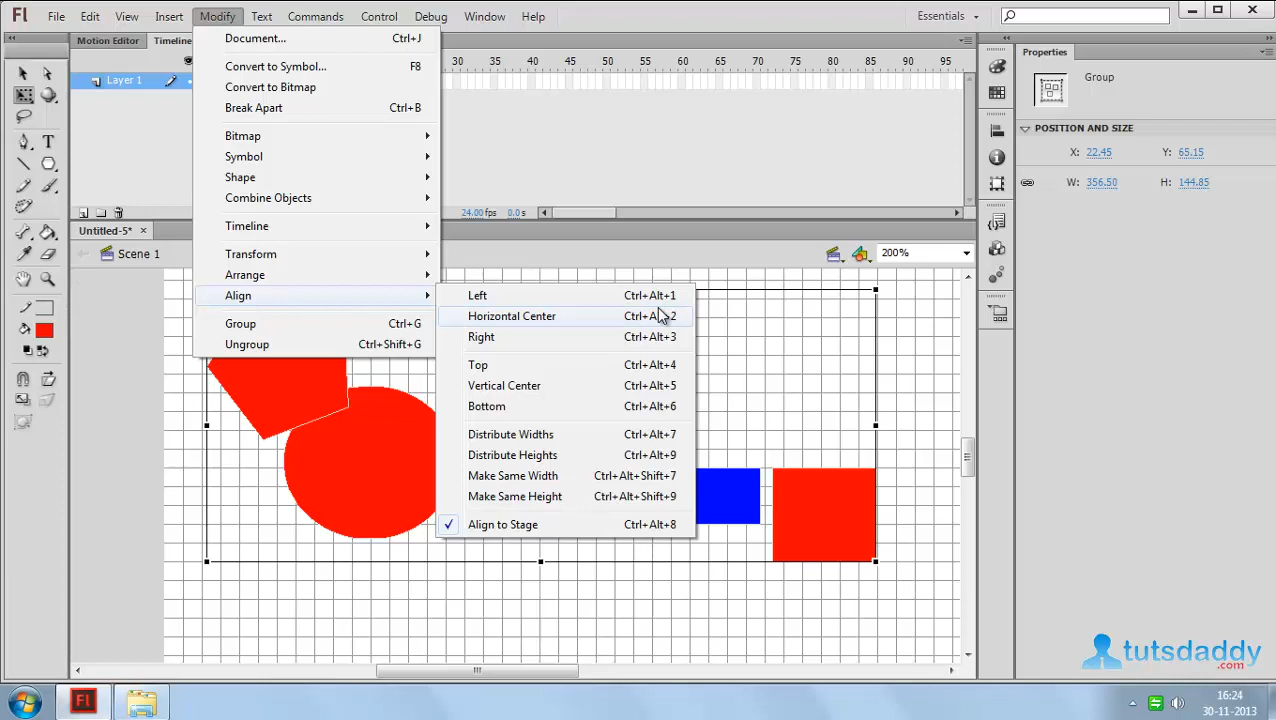 Fl File Edit View Insert Modify Text Commands Control Debug Window Help Essentials
Motion Editor Timeline
Document... Ctrl+J
Convert to Symbol... F8
Convert to Bitmap
Break Apart Ctrl+B
Bitmap
Symbol
Shape
Combine Objects
Timeline
Transform
Arrange
Align
Group Ctrl+G
Ungroup Ctrl+Shift+G
30 35 40 45 50 55 60 65 70 75 80 85 90 95
Layer 1
24.00 fps 0.0 s
Untitled-5*
Scene 1
200%
Left Ctrl+Alt+1
Horizontal Center Ctrl+Alt+2
Right Ctrl+Alt+3
Top Ctrl+Alt+4
Vertical Center Ctrl+Alt+5
Bottom Ctrl+Alt+6
Distribute Widths Ctrl+Alt+7
Distribute Heights Ctrl+Alt+9
Make Same Width Ctrl+Alt+Shift+7
Make Same Height Ctrl+Alt+Shift+9
Align to Stage Ctrl+Alt+8
Properties
Group
POSITION AND SIZE
X: 22.45 Y: 65.15
W: 356.50 H: 144.85
tutsdaddy
.com
Fl
16:24
30-11-2013